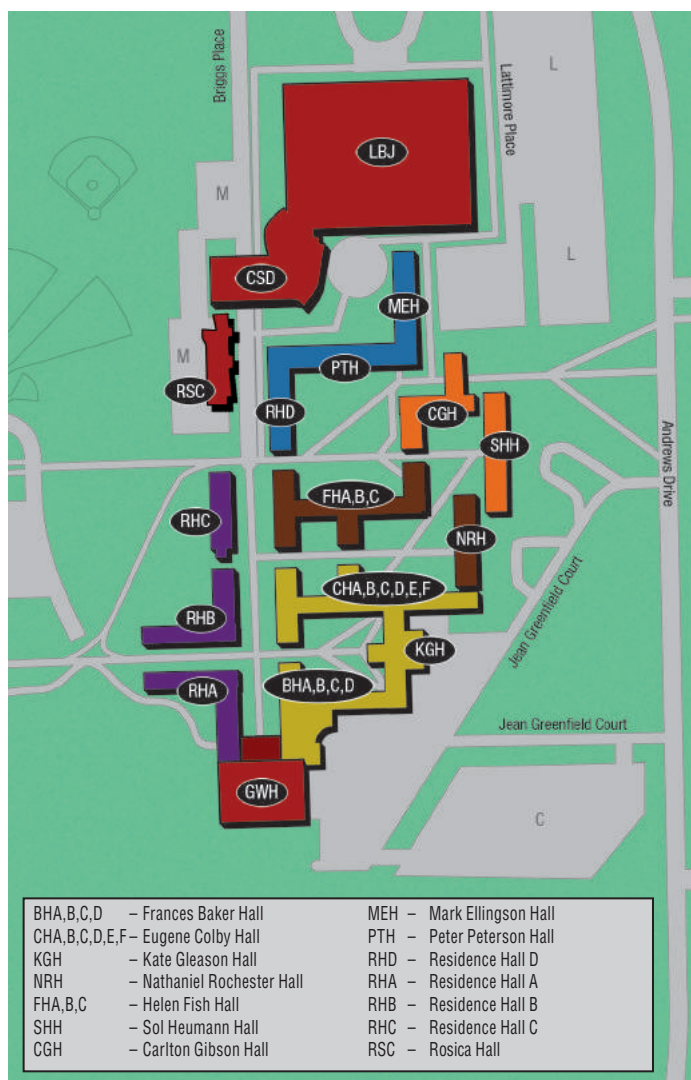 Briggs Place
Lattimore Place
L
LBJ
M
CSD
L
MEH
M
PTH
RSC
RHD
CGH
SHH
Andrews Drive
FHA,B,C
RHC
NRH
CHA,B,C,D,E,F
Jean Greenfield Court
RHB
KGH
RHA
BHA,B,C,D
Jean Greenfield Court
GWH
C
BHA,B,C,D – Frances Baker Hall
CHA,B,C,D,E,F – Eugene Colby Hall
KGH – Kate Gleason Hall
NRH – Nathaniel Rochester Hall
FHA,B,C – Helen Fish Hall
SHH – Sol Heumann Hall
CGH – Carlton Gibson Hall
MEH – Mark Ellingson Hall
PTH – Peter Peterson Hall
RHD – Residence Hall D
RHA – Residence Hall A
RHB – Residence Hall B
RHC – Residence Hall C
RSC – Rosica Hall